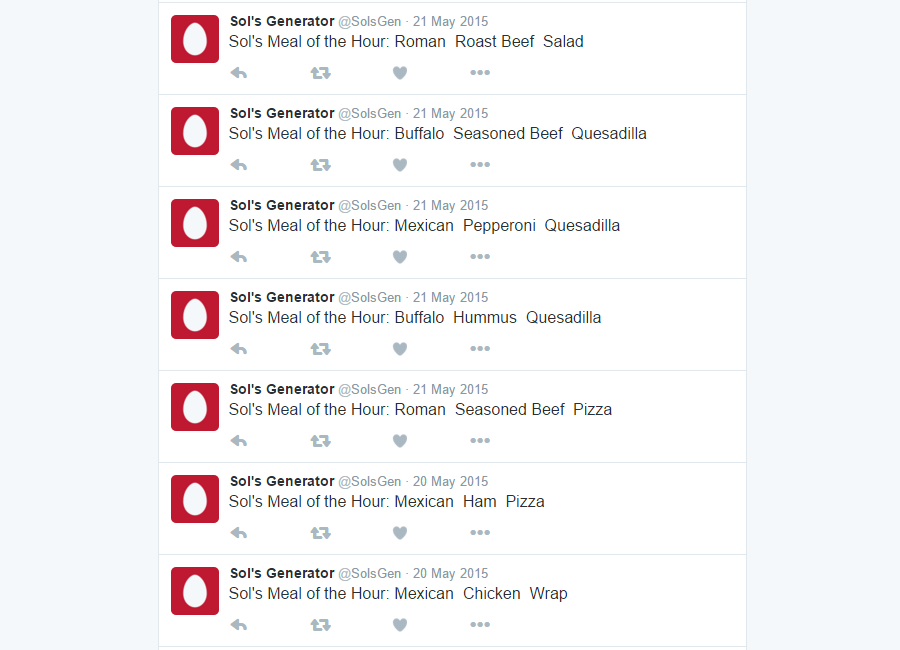 Sol's Generator @SolsGen · 21 May 2015
Sol's Meal of the Hour: Roman  Roast Beef  Salad
Sol's Generator @SolsGen · 21 May 2015
Sol's Meal of the Hour: Buffalo  Seasoned Beef  Quesadilla
Sol's Generator @SolsGen · 21 May 2015
Sol's Meal of the Hour: Mexican  Pepperoni  Quesadilla
Sol's Generator @SolsGen · 21 May 2015
Sol's Meal of the Hour: Buffalo  Hummus  Quesadilla
Sol's Generator @SolsGen · 21 May 2015
Sol's Meal of the Hour: Roman  Seasoned Beef  Pizza
Sol's Generator @SolsGen · 20 May 2015
Sol's Meal of the Hour: Mexican  Ham  Pizza
Sol's Generator @SolsGen · 20 May 2015
Sol's Meal of the Hour: Mexican  Chicken  Wrap